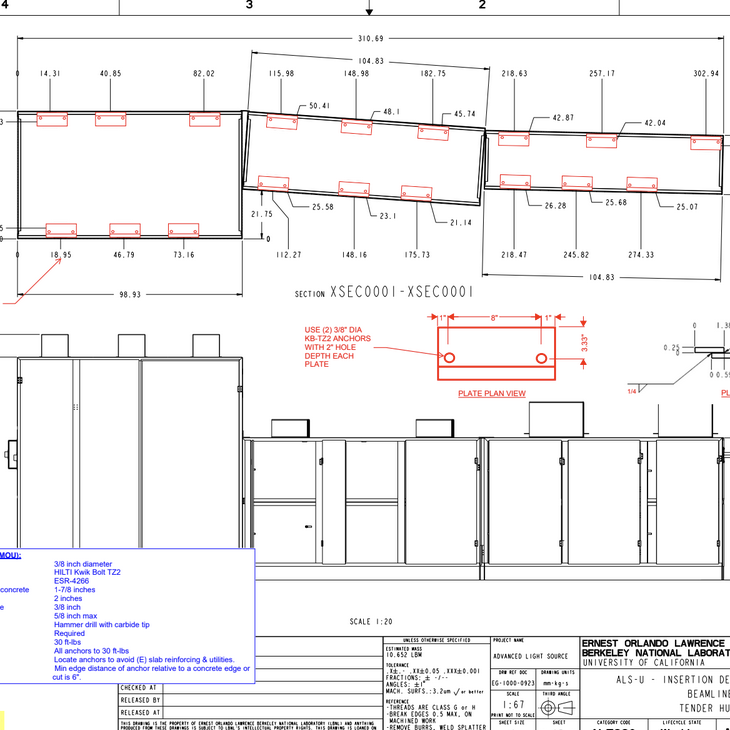 4
3
2
310.69
104.83
0
14.31
40.85
82.02
115.98
148.98
182.75
218.63
257.17
302.94
50.41
48.1
45.74
42.87
42.04
25.58
23.1
21.14
26.28
25.68
25.07
21.75
0
0
18.95
46.79
73.16
112.27
148.16
175.73
218.47
245.82
274.33
98.93
104.83
SECTION XSEC0001-XSEC0001
USE (2) 3/8" DIA
KB-TZ2 ANCHORS
WITH 2" HOLE
DEPTH EACH
PLATE
1"
8"
1"
3.33"
PLATE PLAN VIEW
0
0.25
0
1/4
MOU):
3/8 inch diameter
HILTI Kwik Bolt TZ2
ESR-4266
concrete 1-7/8 inches
2 inches
3/8 inch
5/8 inch max
Hammer drill with carbide tip
Required
30 ft-lbs
All anchors to 30 ft-lbs
Locate anchors to avoid (E) slab reinforcing & utilities.
Min edge distance of anchor relative to a concrete edge or
cut is 6".
SCALE 1:20
CHECKED AT
RELEASED BY
RELEASED AT
THIS DRAWING IS THE PROPERTY OF ERNEST ORLANDO LAWRENCE BERKELEY NATIONAL LABORATORY (LBNL) AND ANYTHING
PRODUCED FROM THESE DRAWINGS IS SUBJECT TO LBNL'S INTELLECTUAL PROPERTY RIGHTS. THIS DRAWING IS LOANED ON
UNLESS OTHERWISE SPECIFIED
ESTIMATED MASS
10.652 LBM
TOLERANCE
.X±.- .XX±0.05 .XXX±0.001
FRACTIONS: ± -/--
ANGLES: ±1°
MACH. SURFS.:3.2um √ or better
REFERENCE
-THREADS ARE CLASS G or H
-BREAK EDGES 0.5 MAX, ON
MACHINED WORK
-REMOVE BURRS, WELD SPLATTER
PROJECT NAME
ADVANCED LIGHT SOURCE
DRW REF DOC
EG-1000-0923
DRAWING UNITS
mm-kg-s
SCALE
1:67
PRINT NOT TO SCALE
THIRD ANGLE
SHEET SIZE
SHEET
ERNEST ORLANDO LAWRENCE
BERKELEY NATIONAL LABORAT
UNIVERSITY OF CALIFORNIA
ALS-U - INSERTION DE
BEAMLINE
TENDER HU
CATEGORY CODE
LIFECYCLE STATE